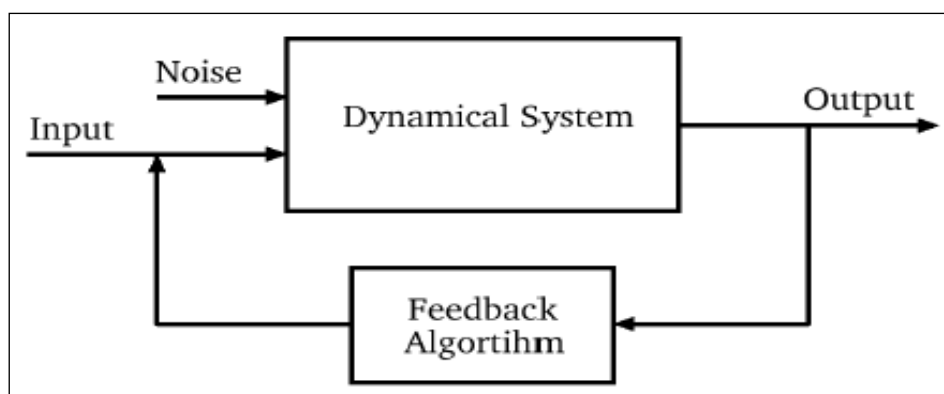 Noise
Input
Dynamical System
Output
Feedback
Algortihm